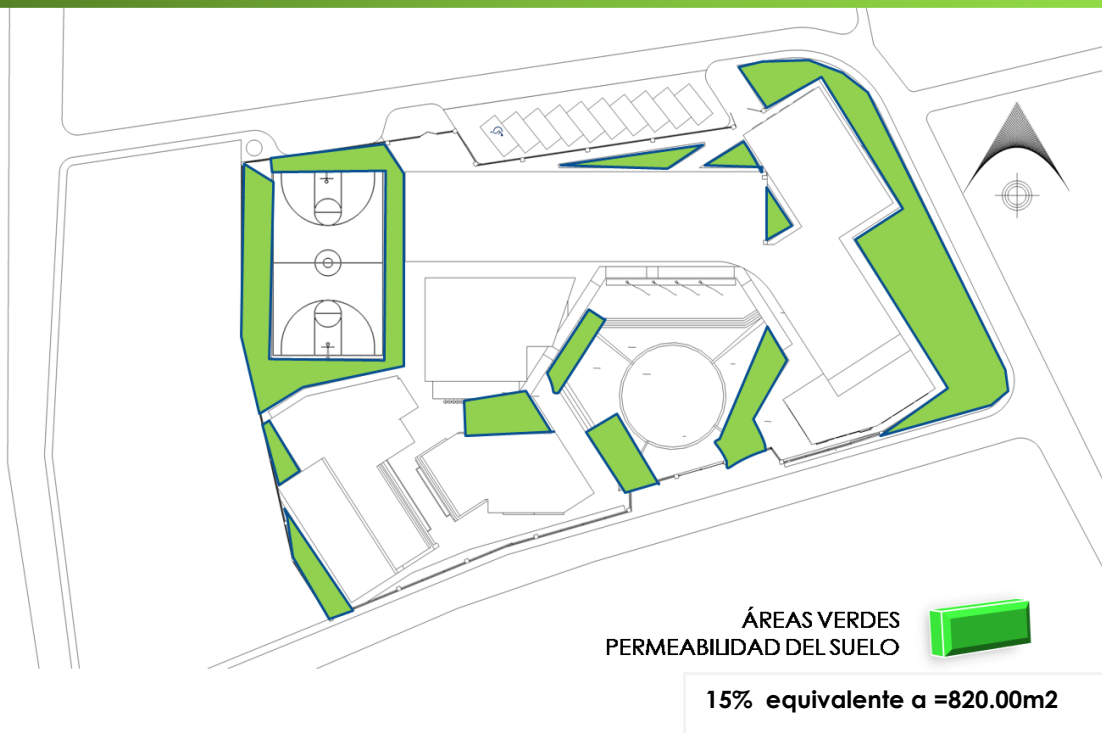 ÁREAS VERDES
PERMEABILIDAD DEL SUELO
15% equivalente a =820.00m2